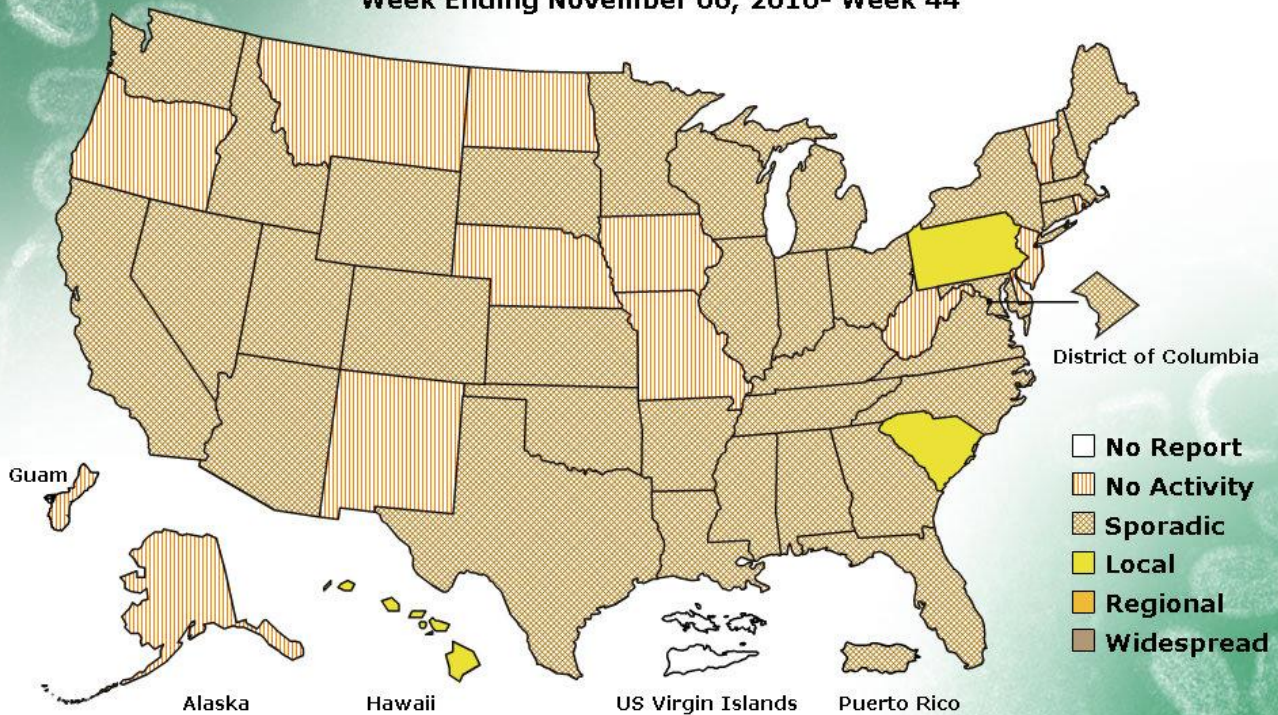 Week Ending November 06, 2010- Week 44
District of Columbia
No Report
Guam
No Activity
Sporadic
Local
Regional
Widespread
Alaska
Hawaii
US Virgin Islands
Puerto Rico